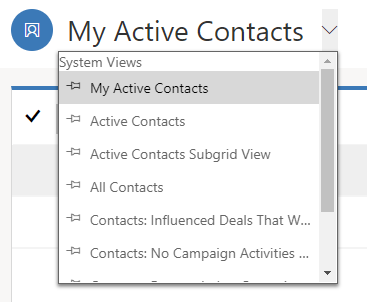 My Active Contacts
System Views
My Active Contacts
Active Contacts
Active Contacts Subgrid View
All Contacts
Contacts: Influenced Deals That W...
Contacts: No Campaign Activities ...